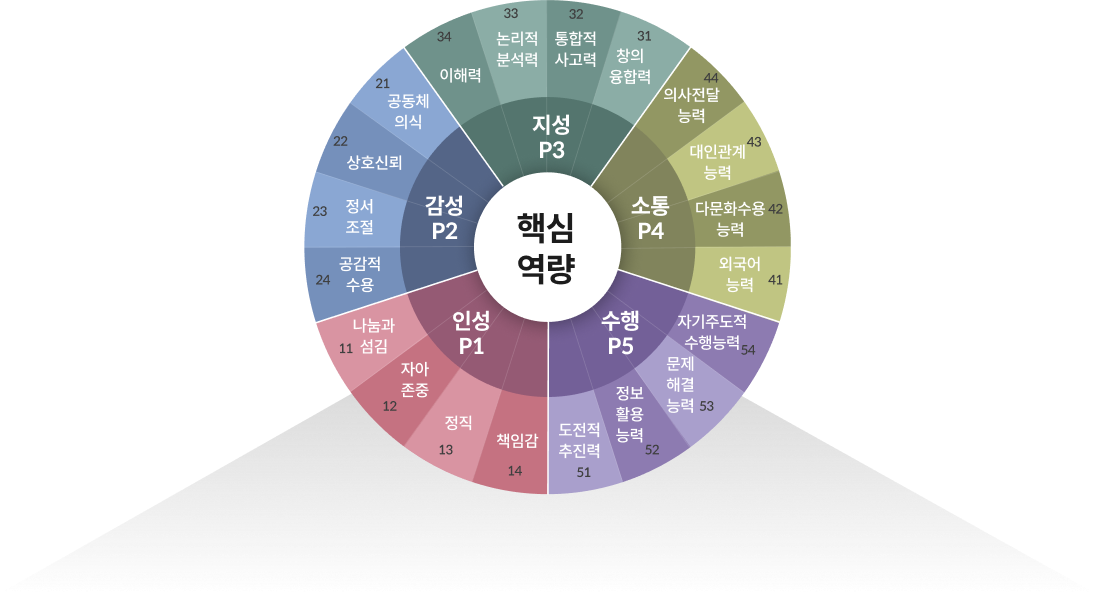 핵심
역량
지성
P3
34
이해력
33
논리적
분석력
32
통합적
사고력
31
창의
융합력
소통
P4
44
의사전달
능력
43
대인관계
능력
42
다문화수용
능력
41
외국어
능력
수행
P5
54
자기주도적
수행능력
53
문제
해결
능력
52
정보
활용
능력
51
도전적
추진력
인성
P1
11
나눔과
섬김
12
자아
존중
13
정직
14
책임감
감성
P2
21
공동체
의식
22
상호신뢰
23
정서
조절
24
공감적
수용